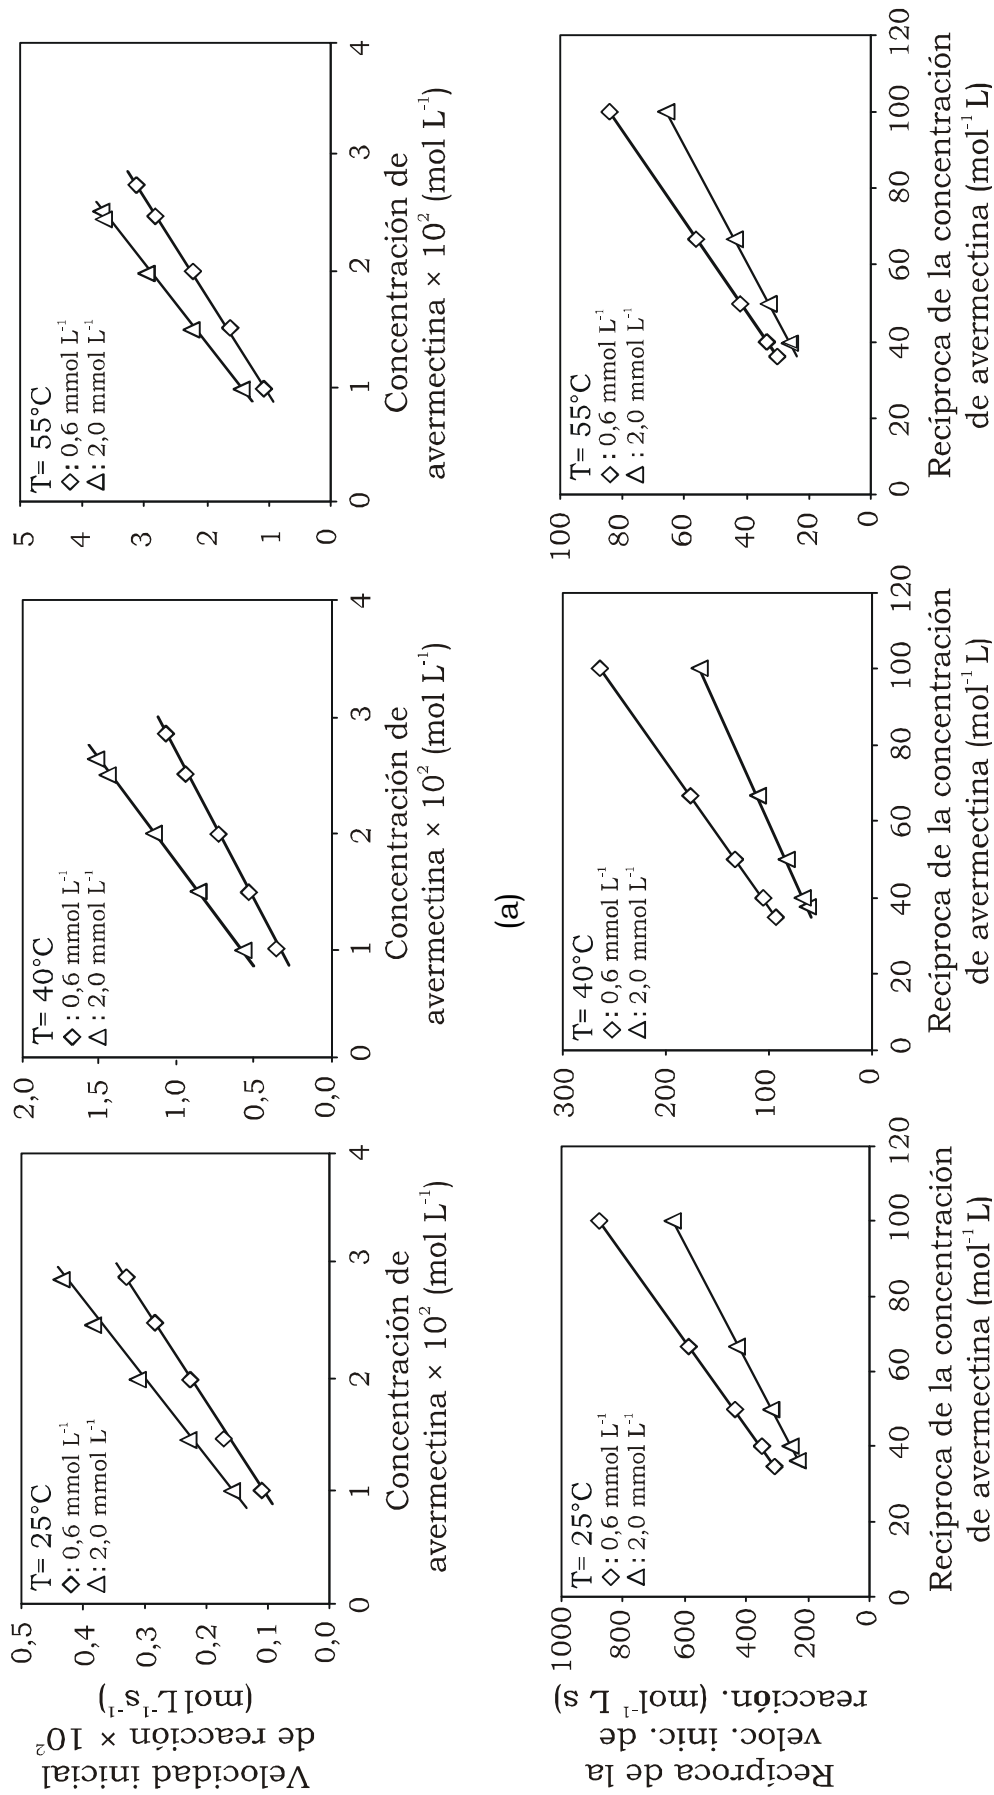 Velocidad inicial
de reacción × 10²
(mol L⁻¹s⁻¹)
0,5
0,4
0,3
0,2
0,1
0,0
T= 25°C
◇: 0,6 mmol L⁻¹
△: 2,0 mmol L⁻¹
0 1 2 3 4
Concentración de
avermectina × 10² (mol L⁻¹)
2,0
1,5
1,0
0,5
0,0
T= 40°C
◇: 0,6 mmol L⁻¹
△: 2,0 mmol L⁻¹
0 1 2 3 4
Concentración de
avermectina × 10² (mol L⁻¹)
5
4
3
2
1
0
T= 55°C
◇: 0,6 mmol L⁻¹
△: 2,0 mmol L⁻¹
0 1 2 3 4
Concentración de
avermectina × 10² (mol L⁻¹)
(a)
Recíproca de la
veloc. inic. de
reacción. (mol⁻¹ L s)
1000
800
600
400
200
0
T= 25°C
◇: 0,6 mmol L⁻¹
△: 2,0 mmol L⁻¹
0 20 40 60 80 100 120
Recíproca de la concentración
de avermectina (mol⁻¹ L)
300
200
100
0
T= 40°C
◇: 0,6 mmol L⁻¹
△: 2,0 mmol L⁻¹
0 20 40 60 80 100 120
Recíproca de la concentración
de avermectina (mol⁻¹ L)
100
80
60
40
20
0
T= 55°C
◇: 0,6 mmol L⁻¹
△: 2,0 mmol L⁻¹
0 20 40 60 80 100 120
Recíproca de la concentración
de avermectina (mol⁻¹ L)